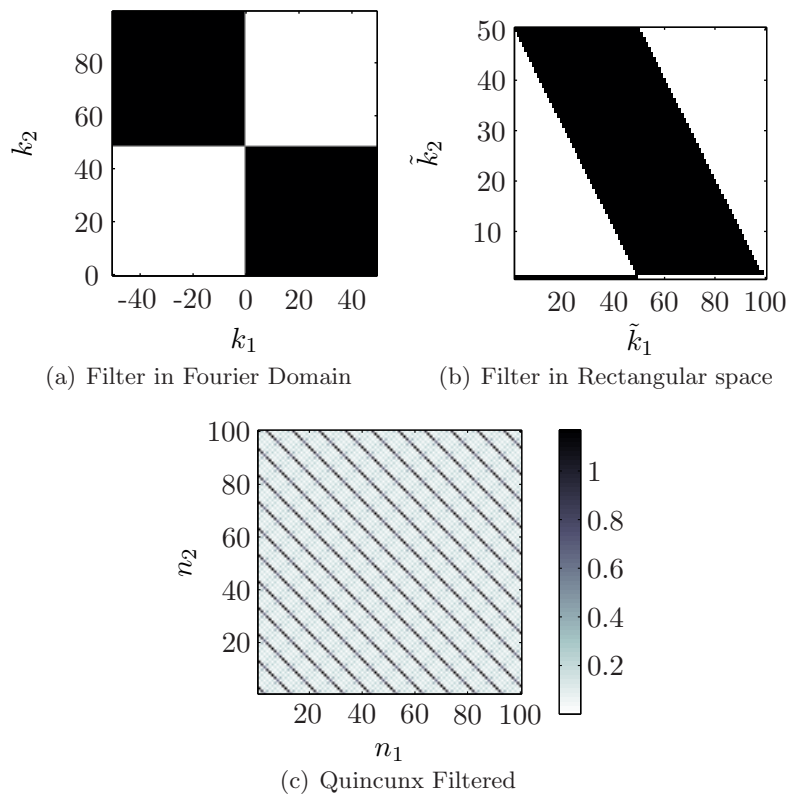 80
60
40
20
0
k2
-40 -20 0 20 40
k1
(a) Filter in Fourier Domain
50
40
30
20
10
k̃2
20 40 60 80 100
k̃1
(b) Filter in Rectangular space
100
80
60
40
20
n2
20 40 60 80 100
n1
1
0.8
0.6
0.4
0.2
(c) Quincunx Filtered